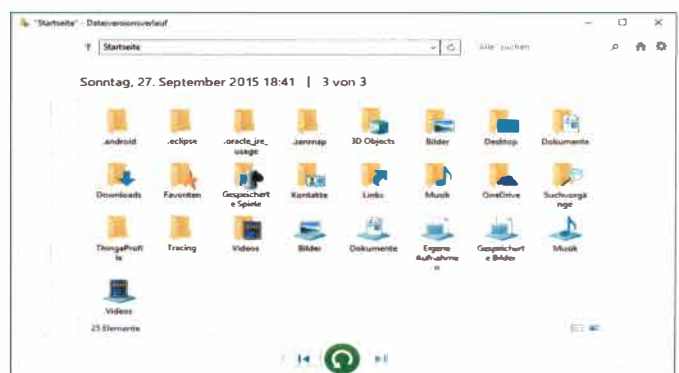 "Startseite" - Dateiversionsverlauf
Startseite
Alle suchen
Sonntag, 27. September 2015 18:41 | 3 von 3
.android
.eclipse
.oracle_jre_
usage
.zenmap
3D Objects
Bilder
Desktop
Dokumente
Downloads
Favoriten
Gespeichert
e Spiele
Kontakte
Links
Musik
OneDrive
Suchvorgä
nge
Tracing
Videos
Bilder
Dokumente
Eigene
Aufnahme
n
Gespeichert
e Bilder
Musik
Videos
25 Elemente